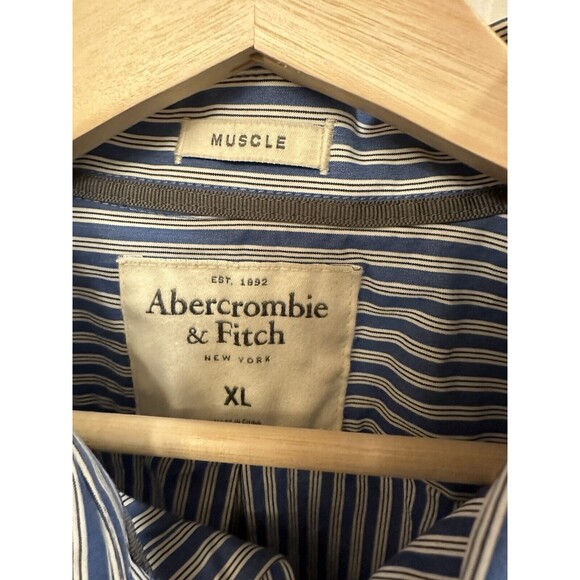 MUSCLE
EST. 1892
Abercrombie
& Fitch
NEW YORK
XL